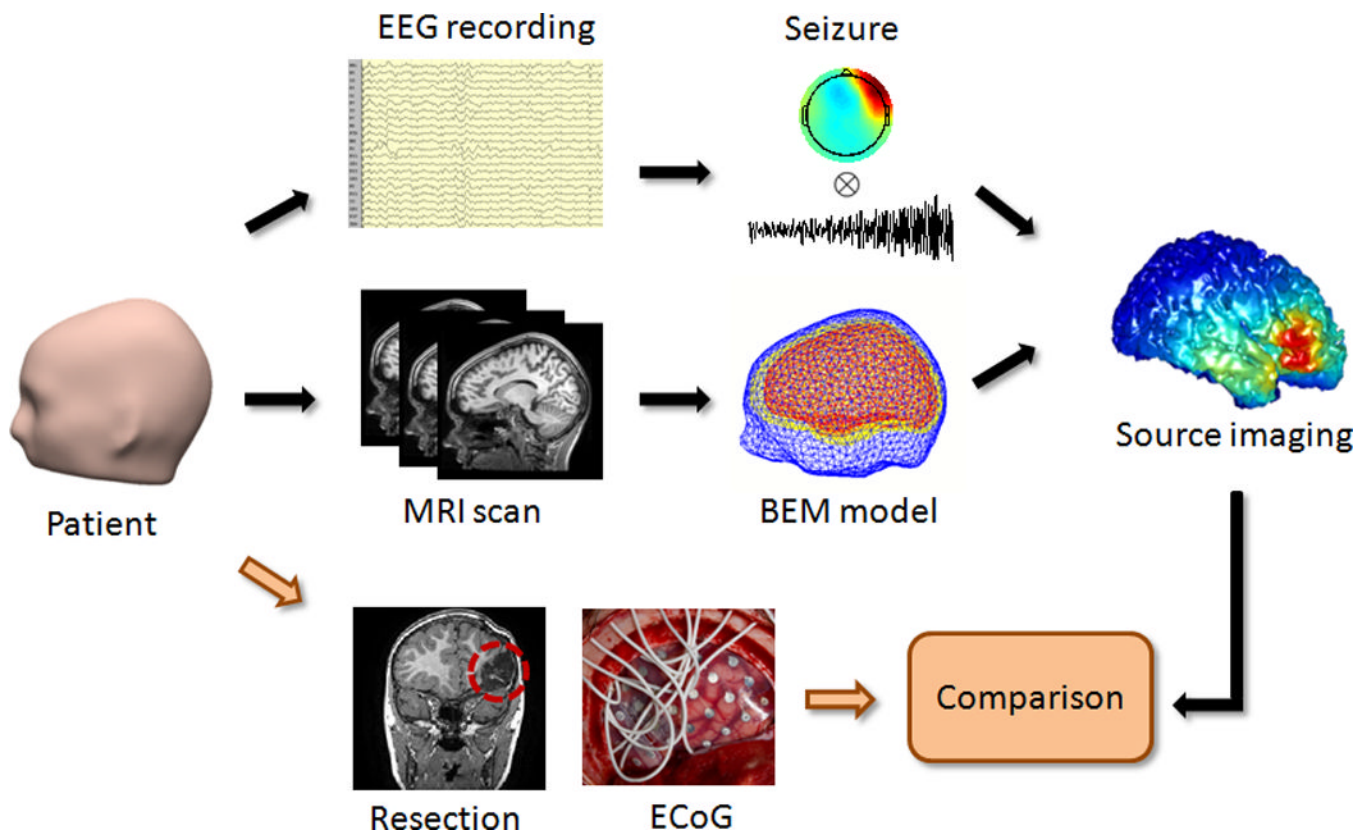 EEG recording
Seizure
Patient
MRI scan
BEM model
Source imaging
Resection
ECoG
Comparison